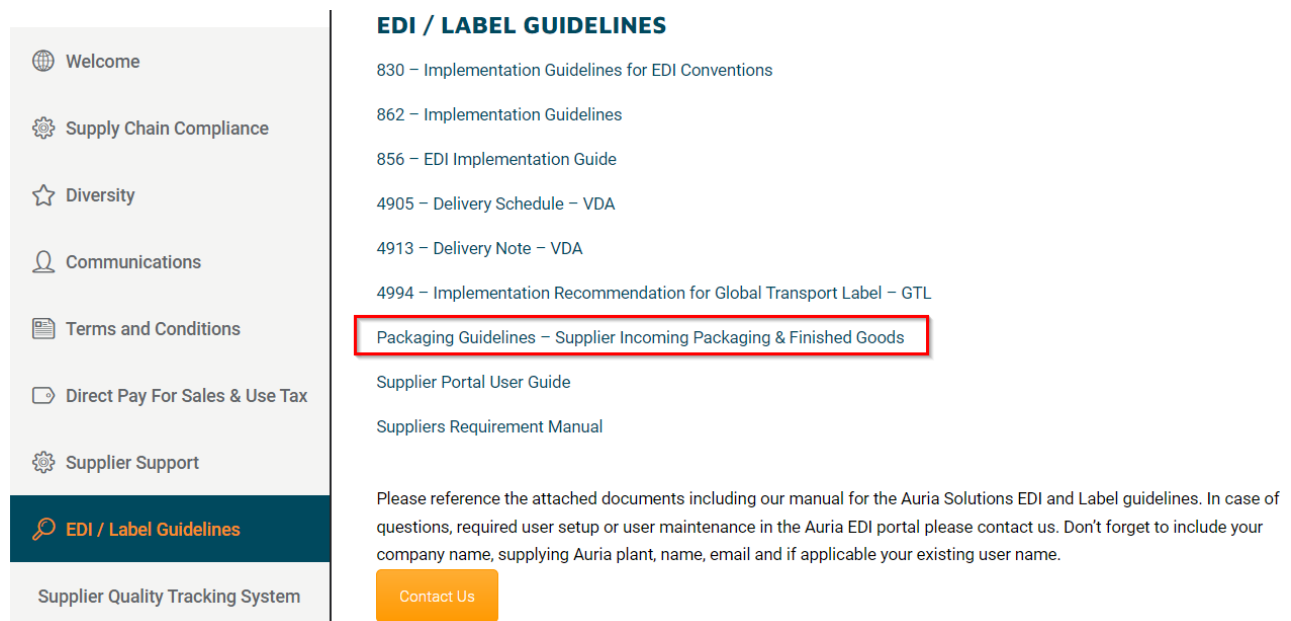 Welcome
Supply Chain Compliance
Diversity
Communications
Terms and Conditions
Direct Pay For Sales & Use Tax
Supplier Support
EDI / Label Guidelines
Supplier Quality Tracking System
EDI / LABEL GUIDELINES
830 – Implementation Guidelines for EDI Conventions
862 – Implementation Guidelines
856 – EDI Implementation Guide
4905 – Delivery Schedule – VDA
4913 – Delivery Note – VDA
4994 – Implementation Recommendation for Global Transport Label – GTL
Packaging Guidelines – Supplier Incoming Packaging & Finished Goods
Supplier Portal User Guide
Suppliers Requirement Manual
Please reference the attached documents including our manual for the Auria Solutions EDI and Label guidelines. In case of
questions, required user setup or user maintenance in the Auria EDI portal please contact us. Don’t forget to include your
company name, supplying Auria plant, name, email and if applicable your existing user name.
Contact Us